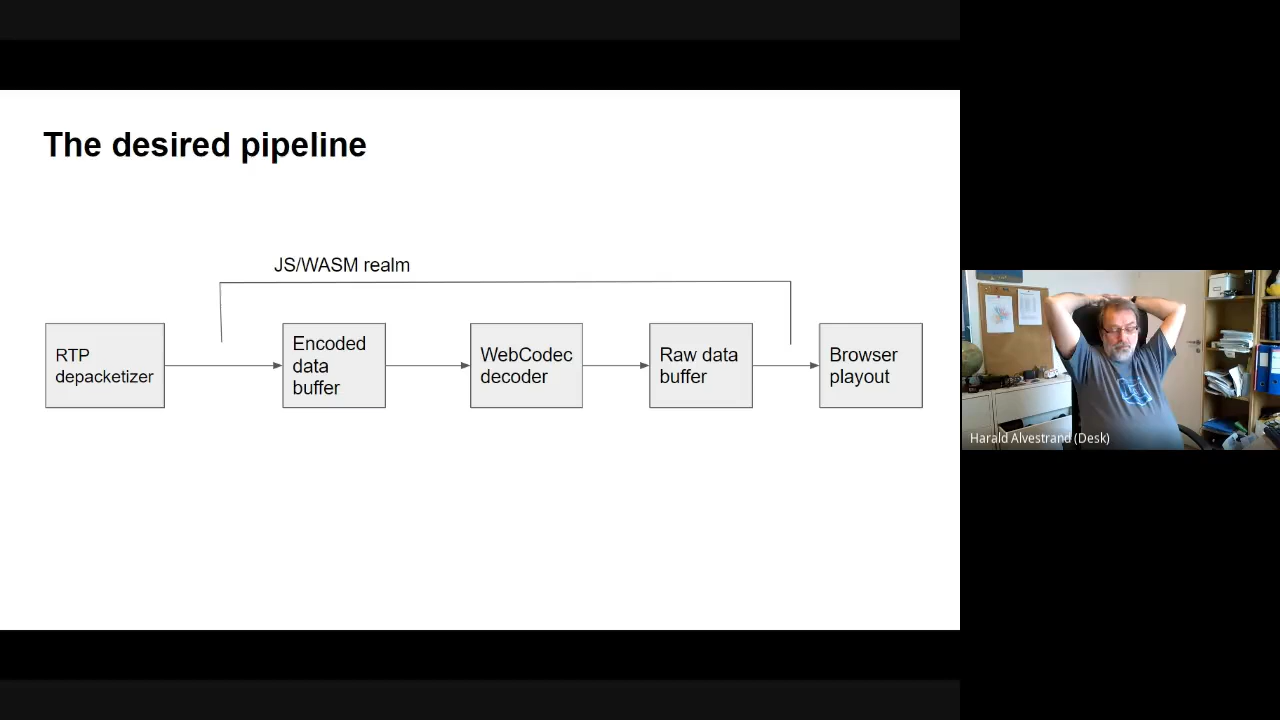 The desired pipeline
JS/WASM realm
RTP
depacketizer
Encoded
data
buffer
WebCodec
decoder
Raw data
buffer
Browser
playout
Harald Alvestrand (Desk)